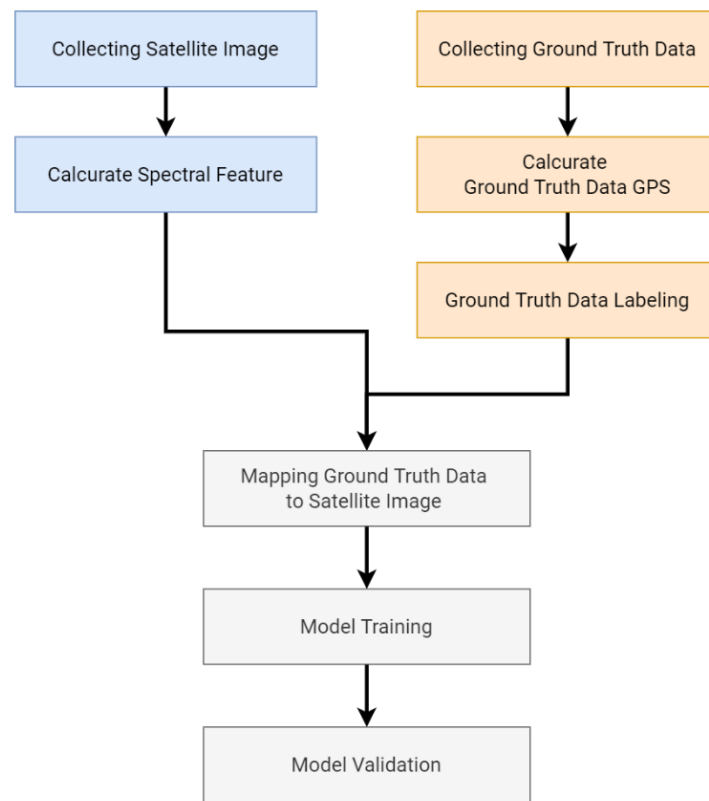 Collecting Satellite Image
Collecting Ground Truth Data
Calcurate Spectral Feature
Calcurate
Ground Truth Data GPS
Ground Truth Data Labeling
Mapping Ground Truth Data
to Satellite Image
Model Training
Model Validation